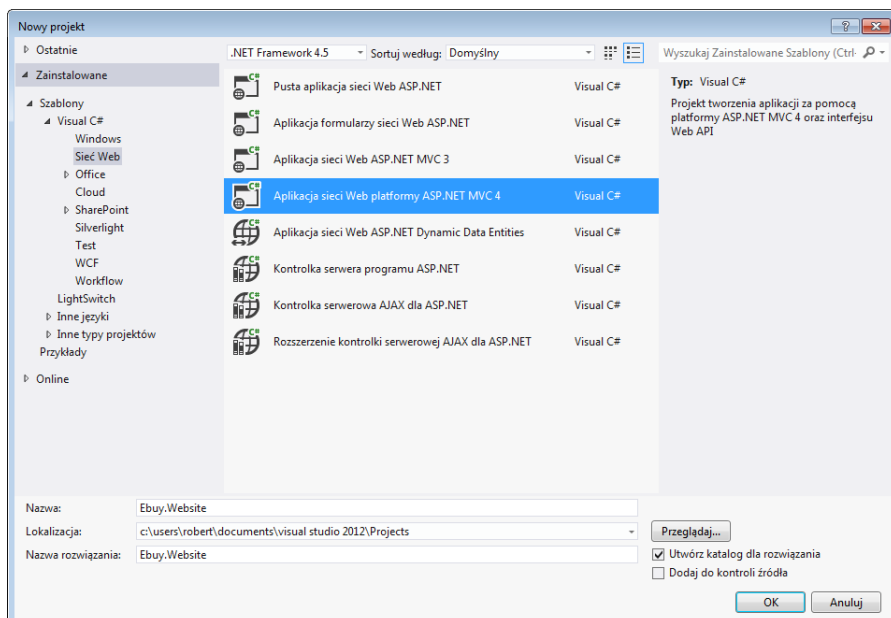 Nowy projekt
Ostatnie
.NET Framework 4.5
Sortuj według: Domyślny
Wyszukaj Zainstalowane Szablony (Ctrl-
Zainstalowane
Szablony
Visual C#
Windows
Sieć Web
Office
Cloud
SharePoint
Silverlight
Test
WCF
Workflow
LightSwitch
Inne języki
Inne typy projektów
Przykłady
Online
C# Pusta aplikacja sieci Web ASP.NET Visual C#
C# Aplikacja formularzy sieci Web ASP.NET Visual C#
C# Aplikacja sieci Web ASP.NET MVC 3 Visual C#
C# Aplikacja sieci Web platformy ASP.NET MVC 4 Visual C#
C# Aplikacja sieci Web ASP.NET Dynamic Data Entities Visual C#
C# Kontrolka serwera programu ASP.NET Visual C#
C# Kontrolka serwerowa AJAX dla ASP.NET Visual C#
C# Rozszerzenie kontrolki serwerowej AJAX dla ASP.NET Visual C#
Typ: Visual C#
Projekt tworzenia aplikacji za pomocą
platformy ASP.NET MVC 4 oraz interfejsu
Web API
Nazwa: Ebuy.Website
Lokalizacja: c:\users\robert\documents\visual studio 2012\Projects
Przeglądaj...
Nazwa rozwiązania: Ebuy.Website
Utwórz katalog dla rozwiązania
Dodaj do kontroli źródła
OK
Anuluj